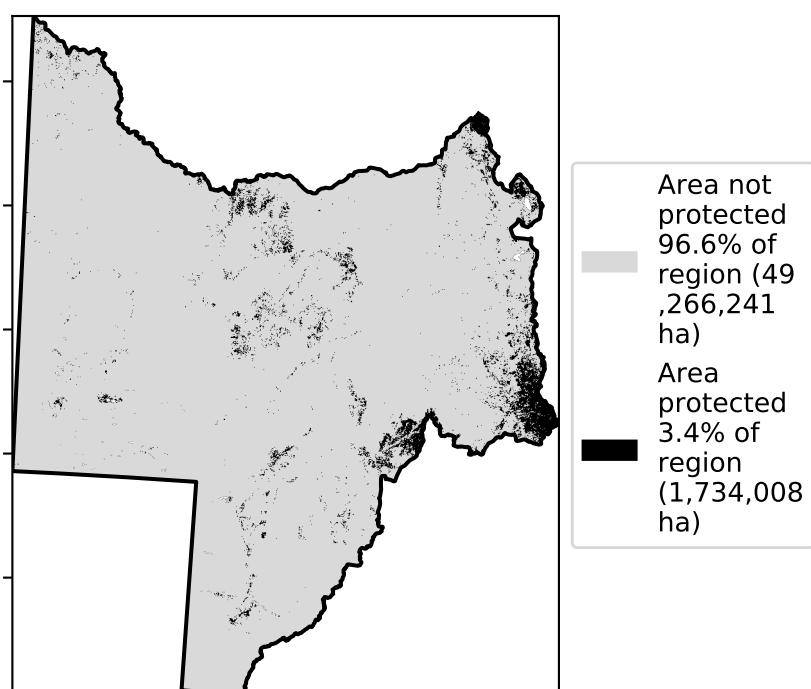 Area not
protected
96.6% of
region (49
,266,241
ha)
Area
protected
3.4% of
region
(1,734,008
ha)